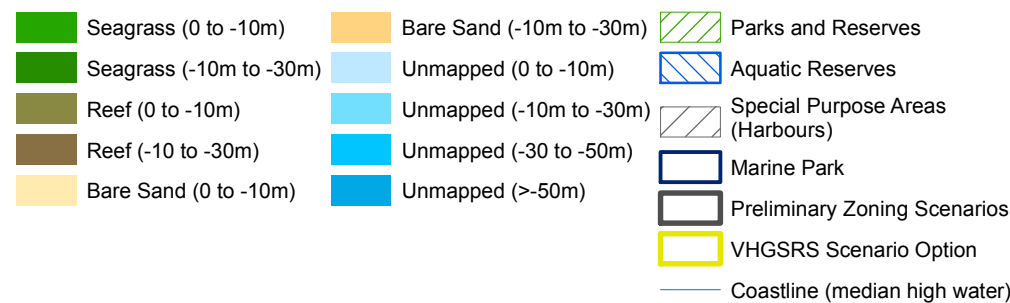 Seagrass (0 to -10m)
Seagrass (-10m to -30m)
Reef (0 to -10m)
Reef (-10 to -30m)
Bare Sand (0 to -10m)
Bare Sand (-10m to -30m)
Unmapped (0 to -10m)
Unmapped (-10m to -30m)
Unmapped (-30 to -50m)
Unmapped (>-50m)
Parks and Reserves
Aquatic Reserves
Special Purpose Areas
(Harbours)
Marine Park
Preliminary Zoning Scenarios
VHGSRS Scenario Option
Coastline (median high water)